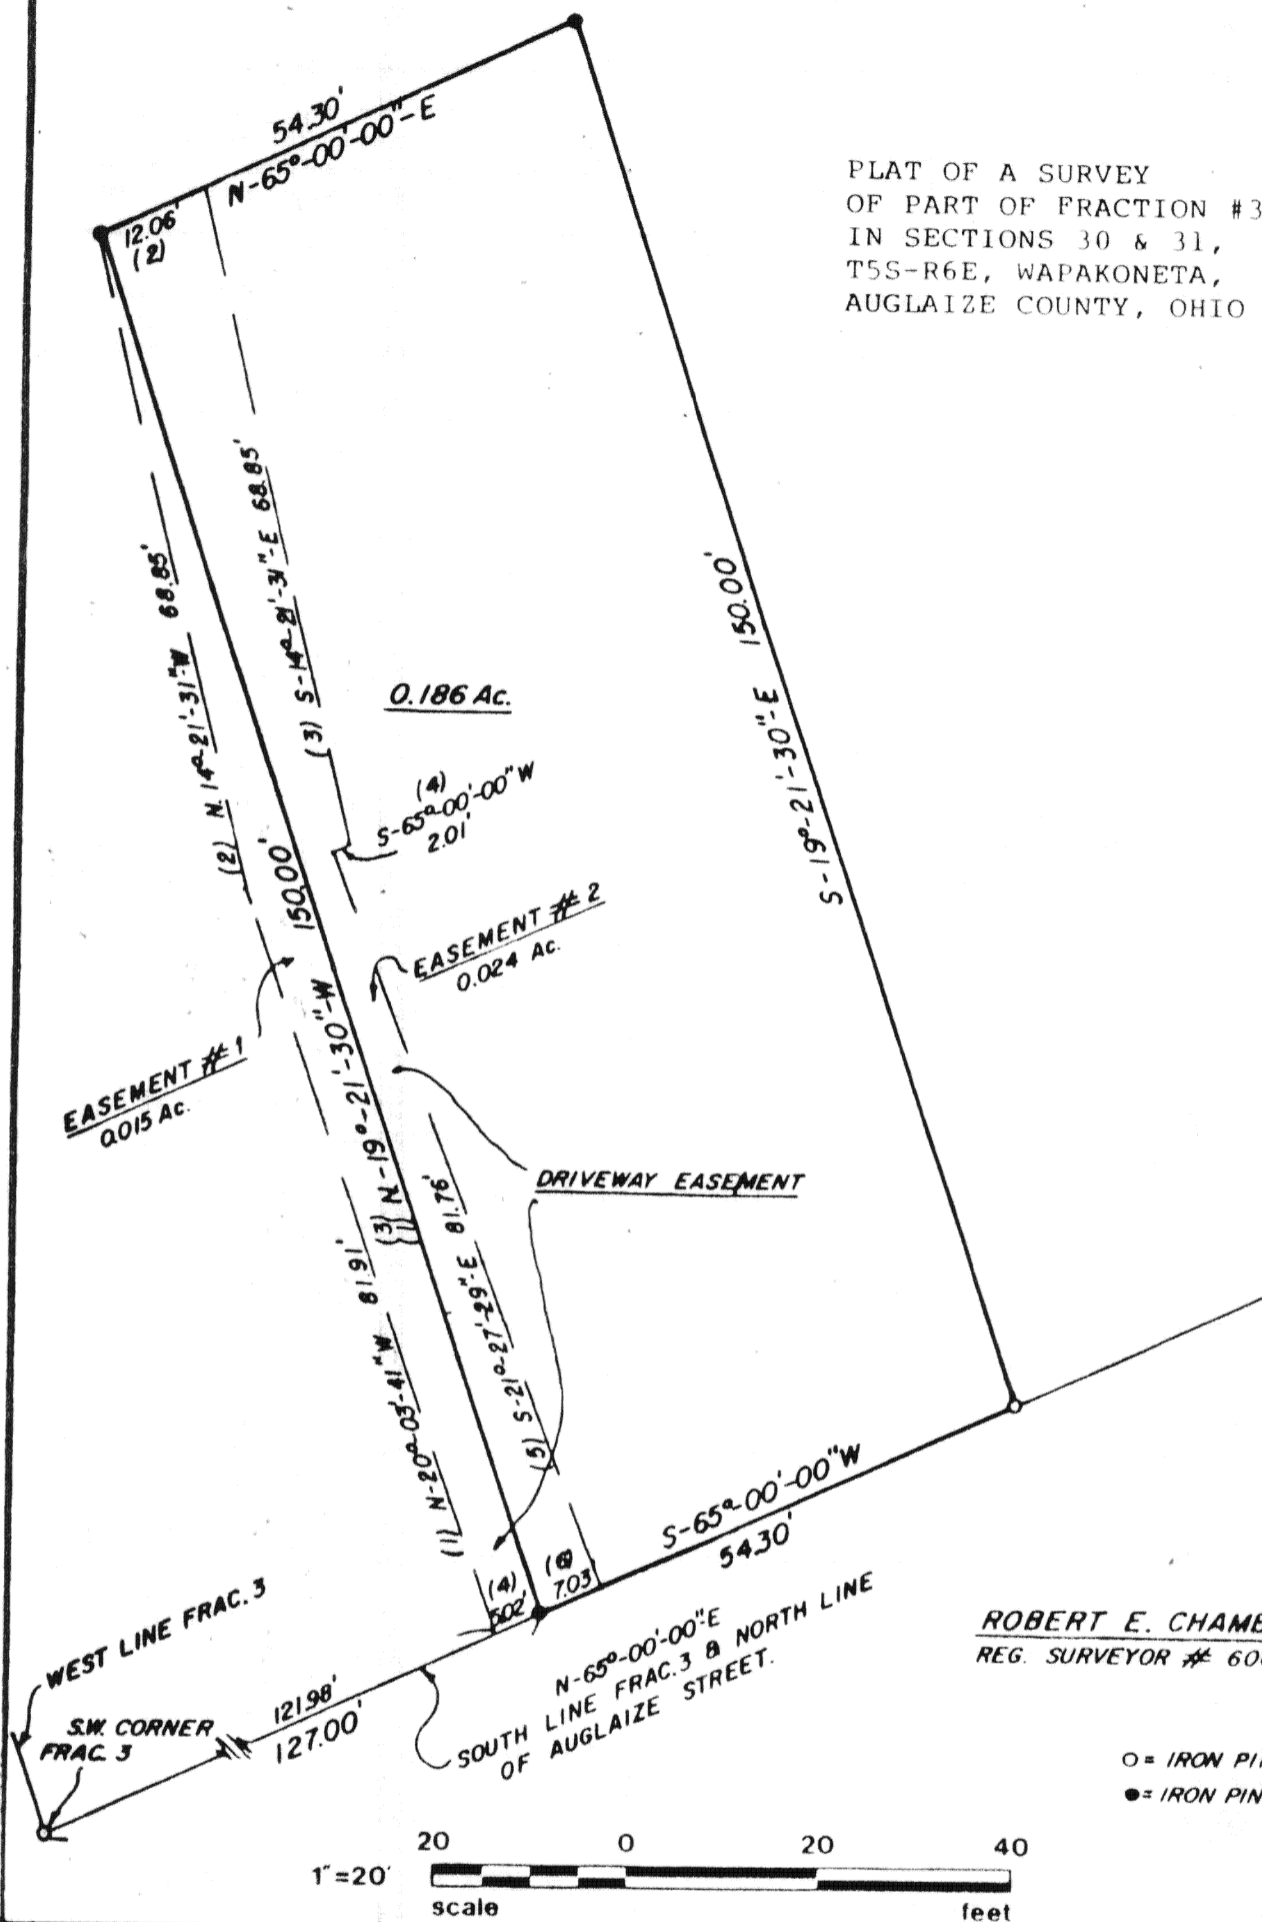 54.30'
N-65°-00'-00"-E
12.06'
(2)
PLAT OF A SURVEY
OF PART OF FRACTION #3
IN SECTIONS 30 & 31,
T5S-R6E, WAPAKONETA,
AUGLAIZE COUNTY, OHIO
(2) N. 14°-21'-31"-W 68.85'
(3) S-14°-21'-31"-E 68.85'
0.186 Ac.
(4)
S-65°-00'-00" W
2.01'
150.00'
S-19°-21'-30"-E
150.00'
(3) N-19°-21'-30"-W
EASEMENT # 2
0.024 Ac.
EASEMENT # 1
0.015 Ac.
DRIVEWAY EASEMENT
(1) N-20°-03'-41"W 81.91'
(5) S-21°-27'-29"-E 81.76'
(4)
5.02'
(6)
7.03'
S-65°-00'-00"W
54.30'
N-65°-00'-00"-E
SOUTH LINE FRAC. 3 & NORTH LINE
OF AUGLAIZE STREET.
WEST LINE FRAC. 3
S.W. CORNER
FRAC. 3
121.98'
127.00'
ROBERT E. CHAMB
REG. SURVEYOR # 60
O = IRON PI
● = IRON PIN
20 0 20 40
1"=20'
scale feet